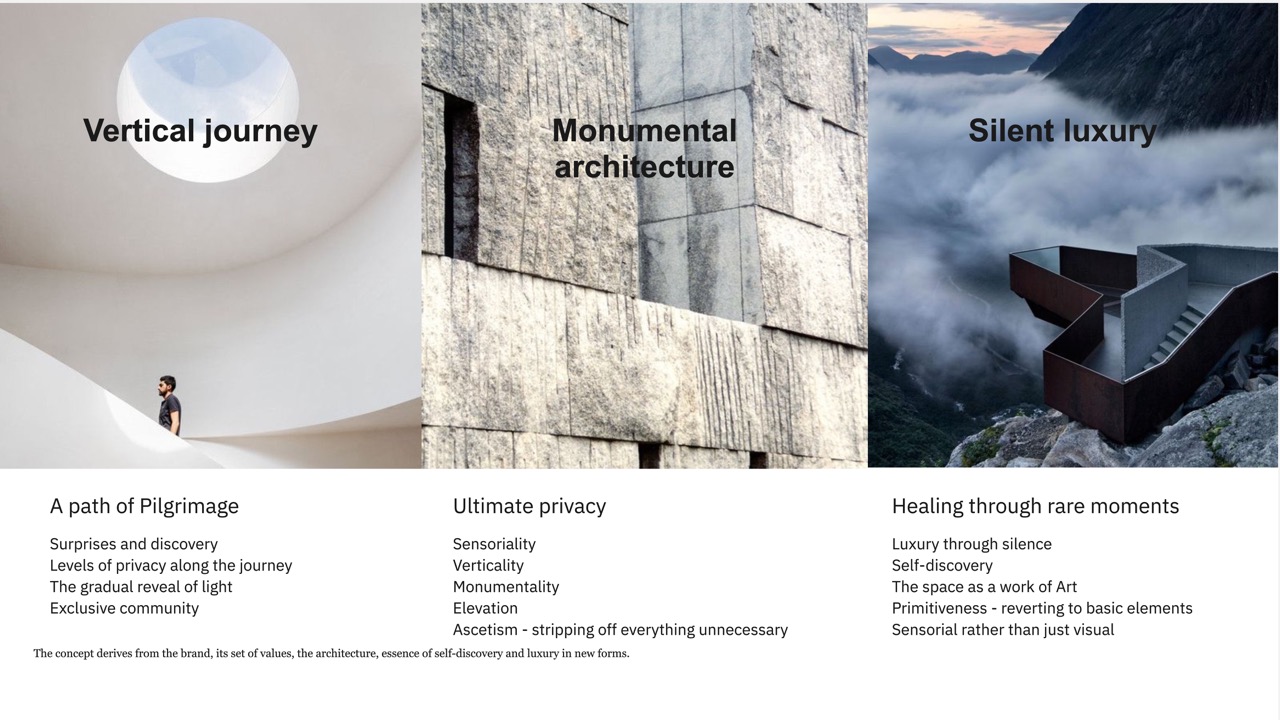 Vertical journey
Monumental
architecture
Silent luxury
A path of Pilgrimage
Surprises and discovery
Levels of privacy along the journey
The gradual reveal of light
Exclusive community
Ultimate privacy
Sensoriality
Verticality
Monumentality
Elevation
Ascetism - stripping off everything unnecessary
Healing through rare moments
Luxury through silence
Self-discovery
The space as a work of Art
Primitiveness - reverting to basic elements
Sensorial rather than just visual
The concept derives from the brand, its set of values, the architecture, essence of self-discovery and luxury in new forms.